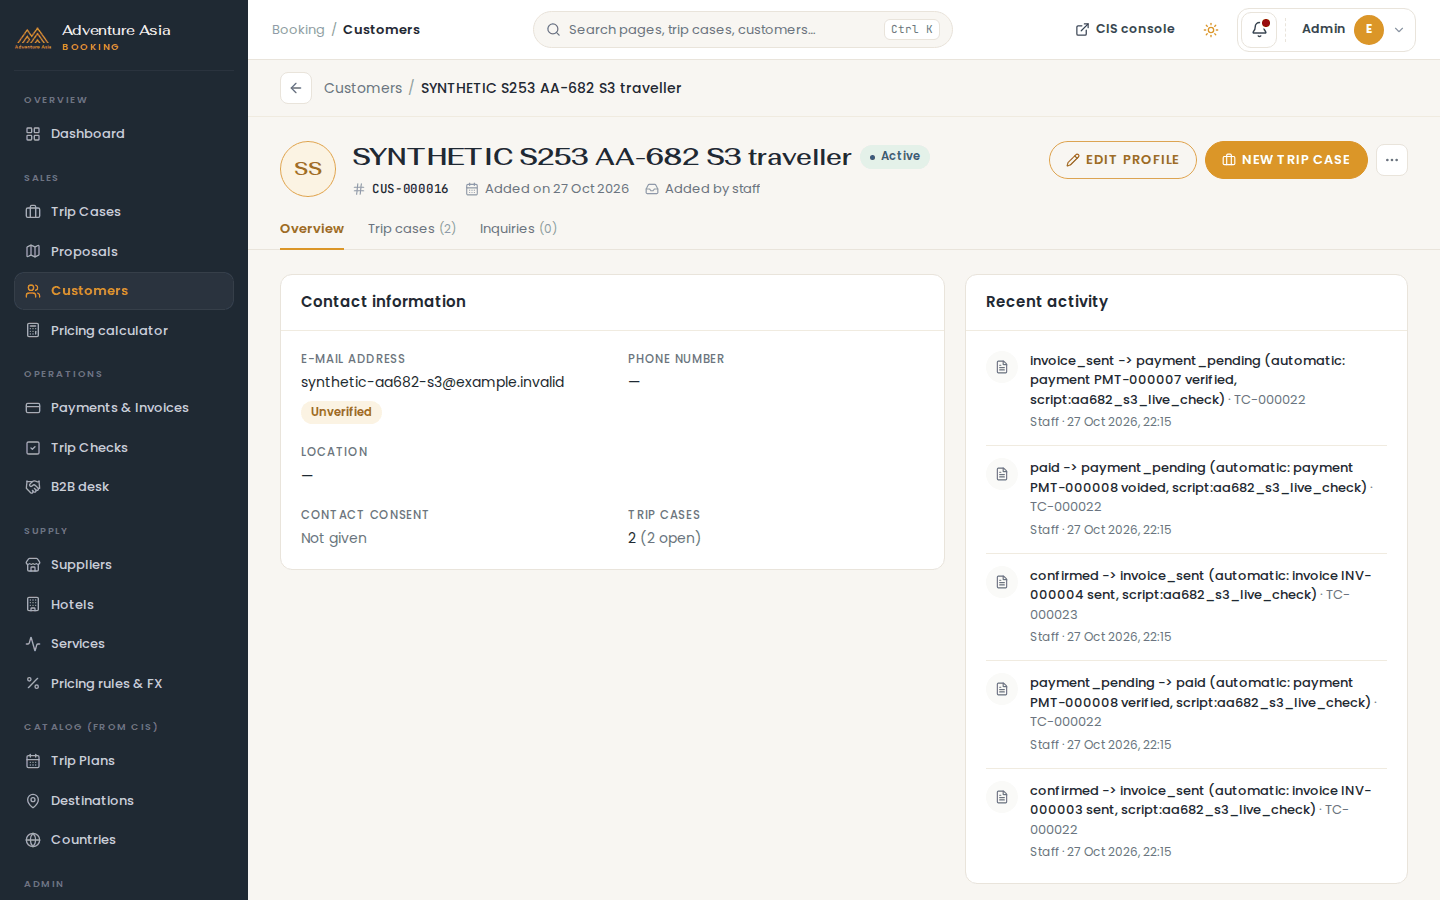 Adventure Asia
BOOKING
OVERVIEW
Dashboard
SALES
Trip Cases
Proposals
Customers
Pricing calculator
OPERATIONS
Payments & Invoices
Trip Checks
B2B desk
SUPPLY
Suppliers
Hotels
Services
Pricing rules & FX
CATALOG (FROM CIS)
Trip Plans
Destinations
Countries
ADMIN
Booking / Customers
Search pages, trip cases, customers...
Ctrl K
CIS console
Admin
E
Customers / SYNTHETIC S253 AA-682 S3 traveller
SS
SYNTHETIC S253 AA-682 S3 traveller
Active
CUS-000016
Added on 27 Oct 2026
Added by staff
EDIT PROFILE
NEW TRIP CASE
Overview
Trip cases (2)
Inquiries (0)
Contact information
E-MAIL ADDRESS
synthetic-aa682-s3@example.invalid
Unverified
PHONE NUMBER
—
LOCATION
—
CONTACT CONSENT
Not given
TRIP CASES
2 (2 open)
Recent activity
invoice_sent -> payment_pending (automatic:
payment PMT-000007 verified,
script:aa682_s3_live_check) · TC-000022
Staff · 27 Oct 2026, 22:15
paid -> payment_pending (automatic: payment
PMT-000008 voided, script:aa682_s3_live_check) ·
TC-000022
Staff · 27 Oct 2026, 22:15
confirmed -> invoice_sent (automatic: invoice INV-
000004 sent, script:aa682_s3_live_check) · TC-
000023
Staff · 27 Oct 2026, 22:15
payment_pending -> paid (automatic: payment
PMT-000008 verified, script:aa682_s3_live_check) ·
TC-000022
Staff · 27 Oct 2026, 22:15
confirmed -> invoice_sent (automatic: invoice INV-
000003 sent, script:aa682_s3_live_check) · TC-
000022
Staff · 27 Oct 2026, 22:15